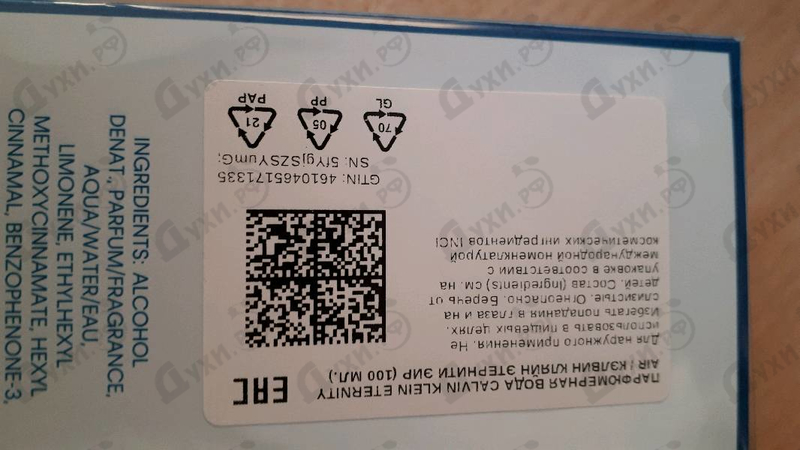 ПАРФЮМЕРНАЯ ВОДА CALVIN KLEIN ETERNITY
AIR / КЭЛВИН КЛЯЙН ЭТЕРНИТИ ЭИР (100 МЛ.)
EAC
Для наружного применения. Не
использовать в пищевых целях.
Избегать попадания в глаза и на
слизистые. Огнеопасно. Беречь от
детей. Состав (Ingredients) см. на
упаковке в соответствии с
международной номенклатурой
косметических ингредиентов INCI
GTIN: 4610465171335
SN: 5fYgjSZSYumG;
70
GL
05
PP
21
PAP
INGREDIENTS: ALCOHOL
DENAT., PARFUM/FRAGRANCE,
AQUA/WATER/EAU,
LIMONENE, ETHYLHEXYL
METHOXYCINNAMATE, HEXYL
CINNAMAL, BENZOPHENONE-3,
Духи.рф